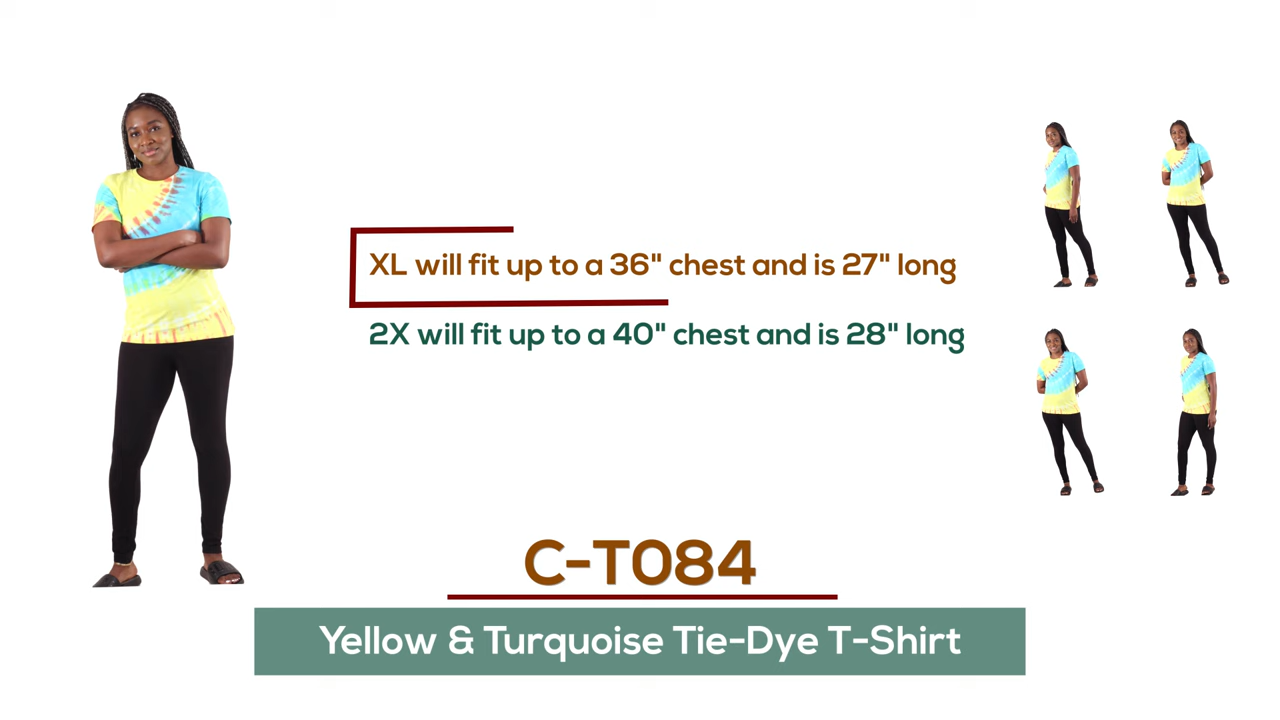 XL will fit up to a 36" chest and is 27" long
2X will fit up to a 40" chest and is 28" long
C-T084
Yellow & Turquoise Tie-Dye T-Shirt